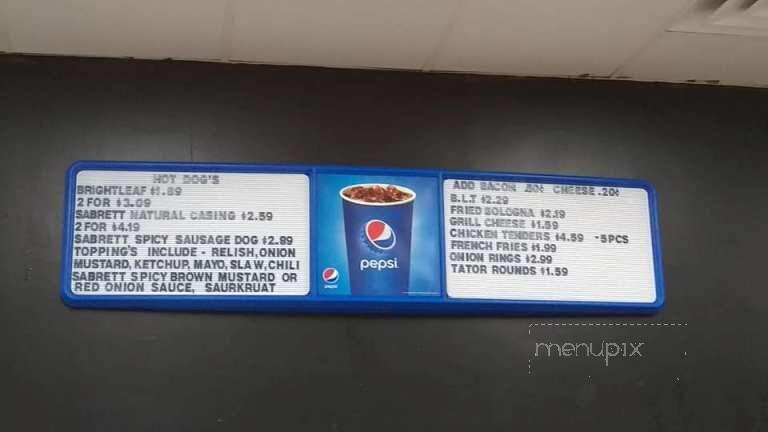 HOT DOG'S
BRIGHTLEAF $1.89
2 FOR $3.09
SABRETT NATURAL CASING $2.59
2 FOR $4.19
SABRETT SPICY SAUSAGE DOG $2.89
TOPPING'S INCLUDE - RELISH, ONION
MUSTARD, KETCHUP, MAYO, SLAW, CHILI
SABRETT SPICY BROWN MUSTARD OR
RED ONION SAUCE, SAURKRUAT
pepsi
pepsi
ADD BACON .50¢ CHEESE .20¢
B.L.T $2.29
FRIED BOLOGNA $2.19
GRILL CHEESE $1.59
CHICKEN TENDERS $4.59 -5PCS
FRENCH FRIES $1.99
ONION RINGS $2.99
TATOR ROUNDS $1.59
menupix